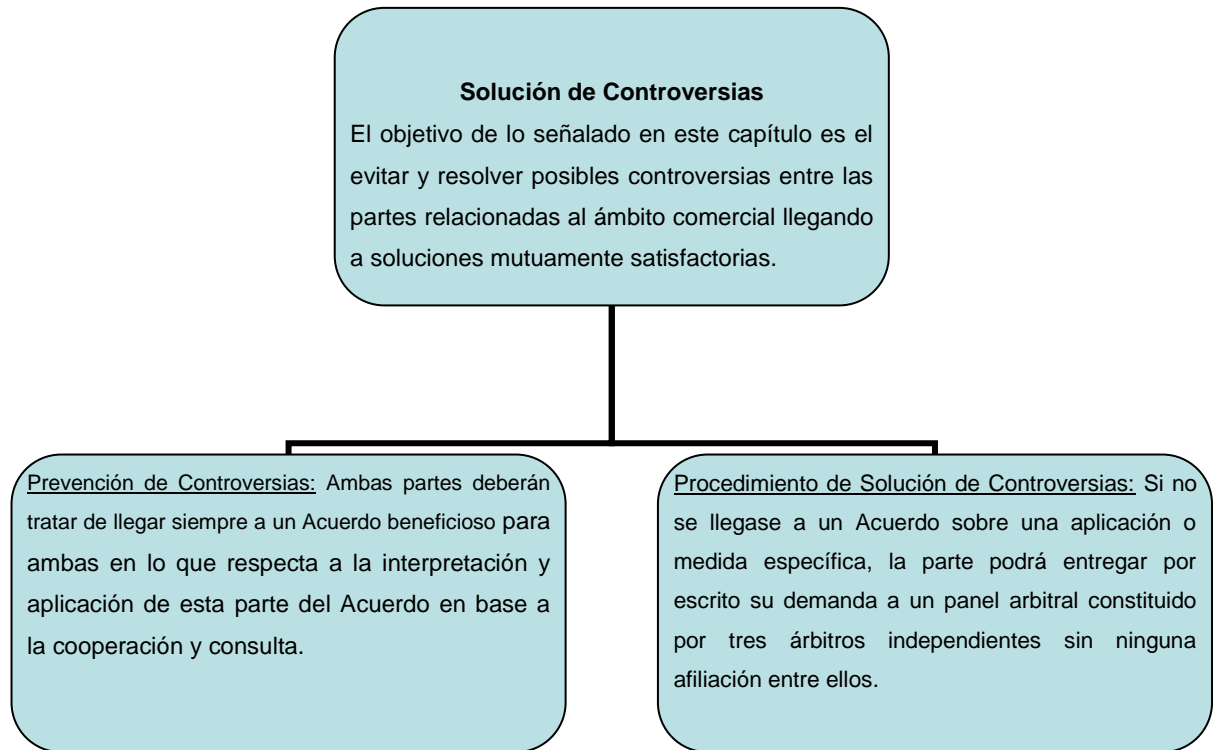 Solución de Controversias
El objetivo de lo señalado en este capítulo es el
evitar y resolver posibles controversias entre las
partes relacionadas al ámbito comercial llegando
a soluciones mutuamente satisfactorias.
Prevención de Controversias: Ambas partes deberán
tratar de llegar siempre a un Acuerdo beneficioso para
ambas en lo que respecta a la interpretación y
aplicación de esta parte del Acuerdo en base a
la cooperación y consulta.
Procedimiento de Solución de Controversias: Si no
se llegase a un Acuerdo sobre una aplicación o
medida específica, la parte podrá entregar por
escrito su demanda a un panel arbitral constituido
por tres árbitros independientes sin ninguna
afiliación entre ellos.